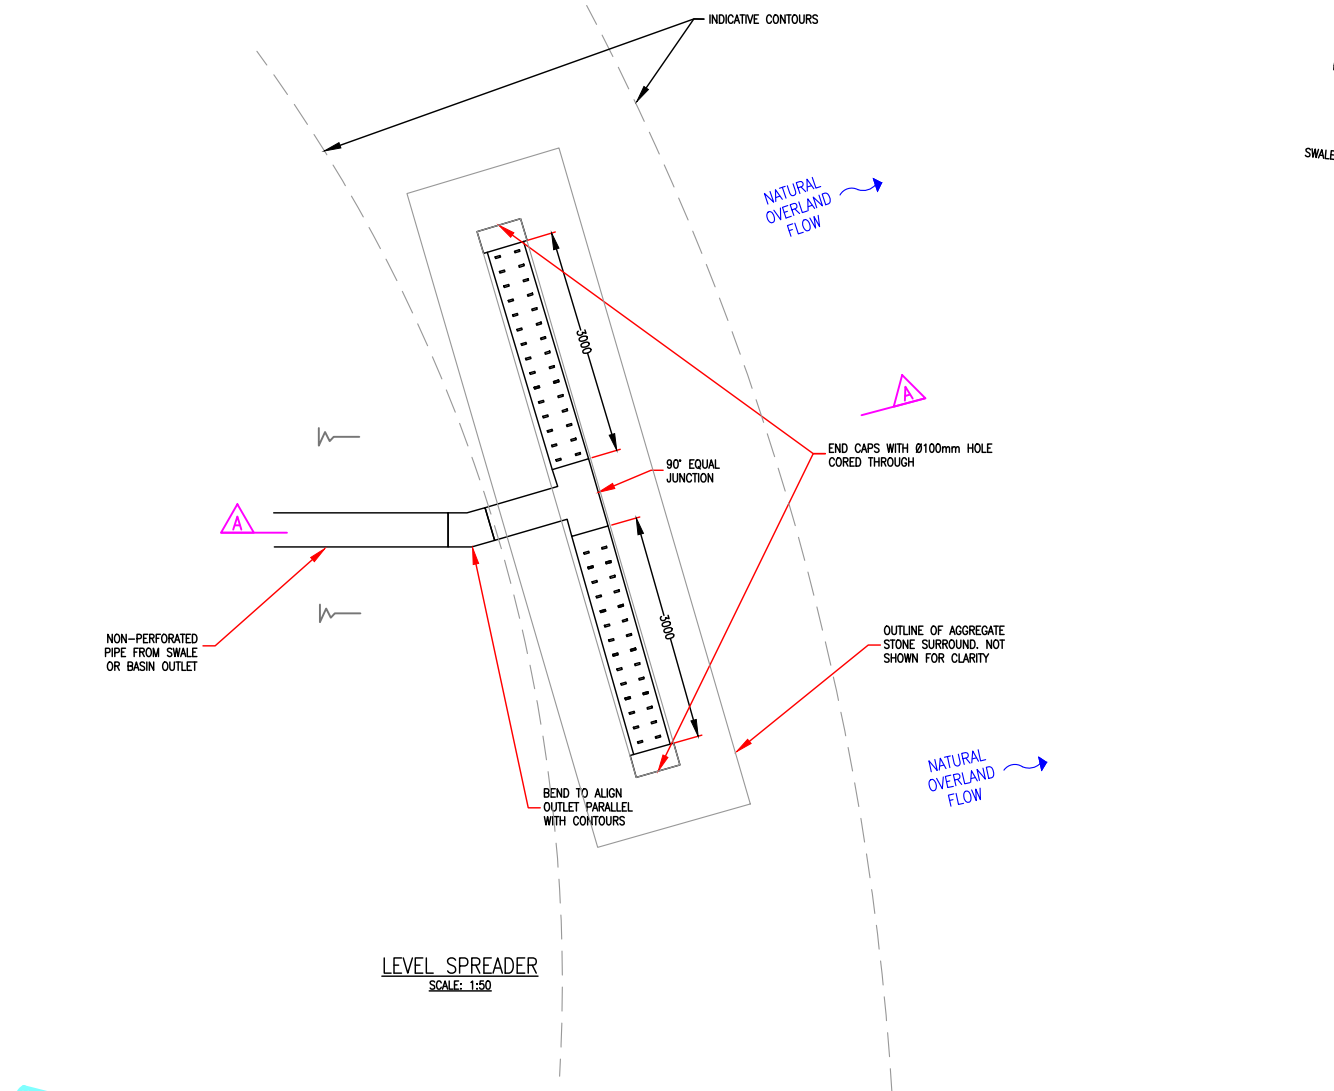 INDICATIVE CONTOURS
SWALE
NATURAL
OVERLAND
FLOW
3000
A
END CAPS WITH Ø100mm HOLE
CORED THROUGH
90° EQUAL
JUNCTION
A
3000
NON-PERFORATED
PIPE FROM SWALE
OR BASIN OUTLET
OUTLINE OF AGGREGATE
STONE SURROUND. NOT
SHOWN FOR CLARITY
NATURAL
OVERLAND
FLOW
BEND TO ALIGN
OUTLET PARALLEL
WITH CONTOURS
LEVEL SPREADER
SCALE: 1:50